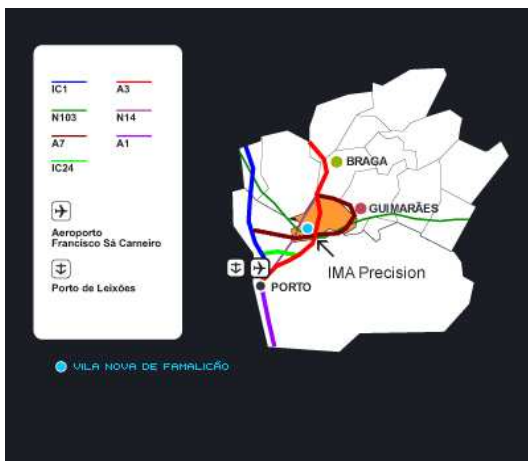 IC1
A3
N103
N14
A7
A1
IC24
Aeroporto
Francisco Sá Carneiro
Porto de Leixões
BRAGA
GUIMARÃES
IMA Precision
PORTO
VILA NOVA DE FAMALICÃO